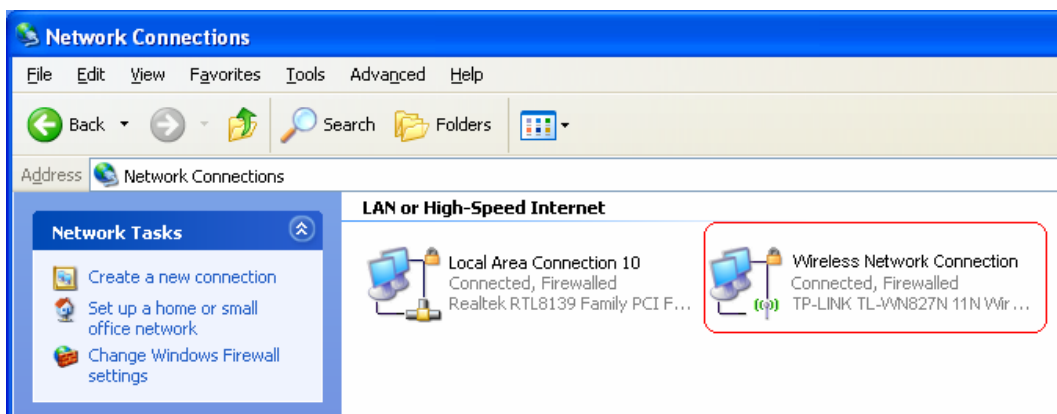 Network Connections
File Edit View Favorites Tools Advanced Help
Back Search Folders
Address Network Connections
Network Tasks
Create a new connection
Set up a home or small
office network
Change Windows Firewall
settings
LAN or High-Speed Internet
Local Area Connection 10
Connected, Firewalled
Realtek RTL8139 Family PCI F...
Wireless Network Connection
Connected, Firewalled
TP-LINK TL-WN827N 11N Wir...